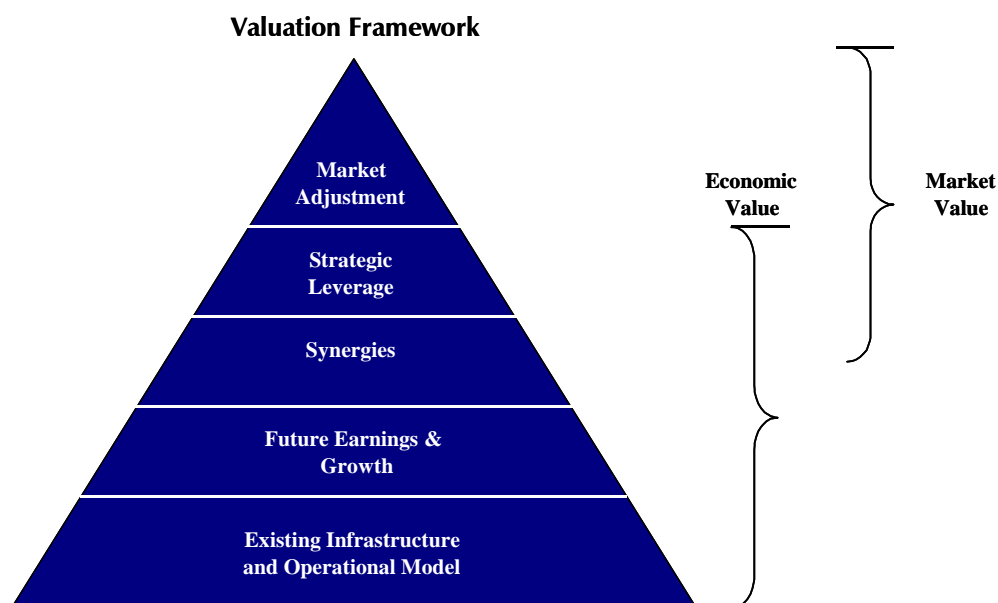 Valuation Framework
Market
Adjustment
Economic
Value
Market
Value
Strategic
Leverage
Synergies
Future Earnings &
Growth
Existing Infrastructure
and Operational Model